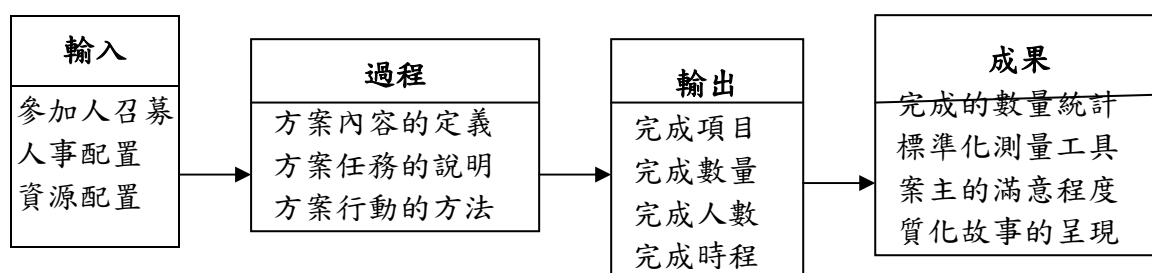 輸入
參加人召募
人事配置
資源配置
過程
方案內容的定義
方案任務的說明
方案行動的方法
輸出
完成項目
完成數量
完成人數
完成時程
成果
完成的數量統計
標準化測量工具
案主的滿意程度
質化故事的呈現